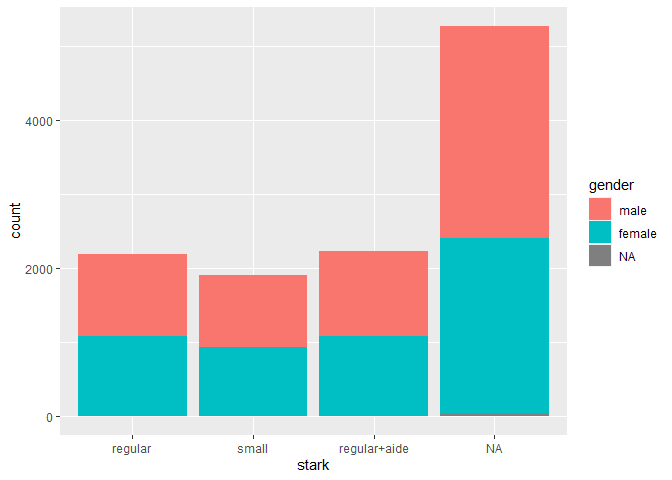 count
4000
2000
0
regular small regular+aide NA
stark
gender
male
female
NA